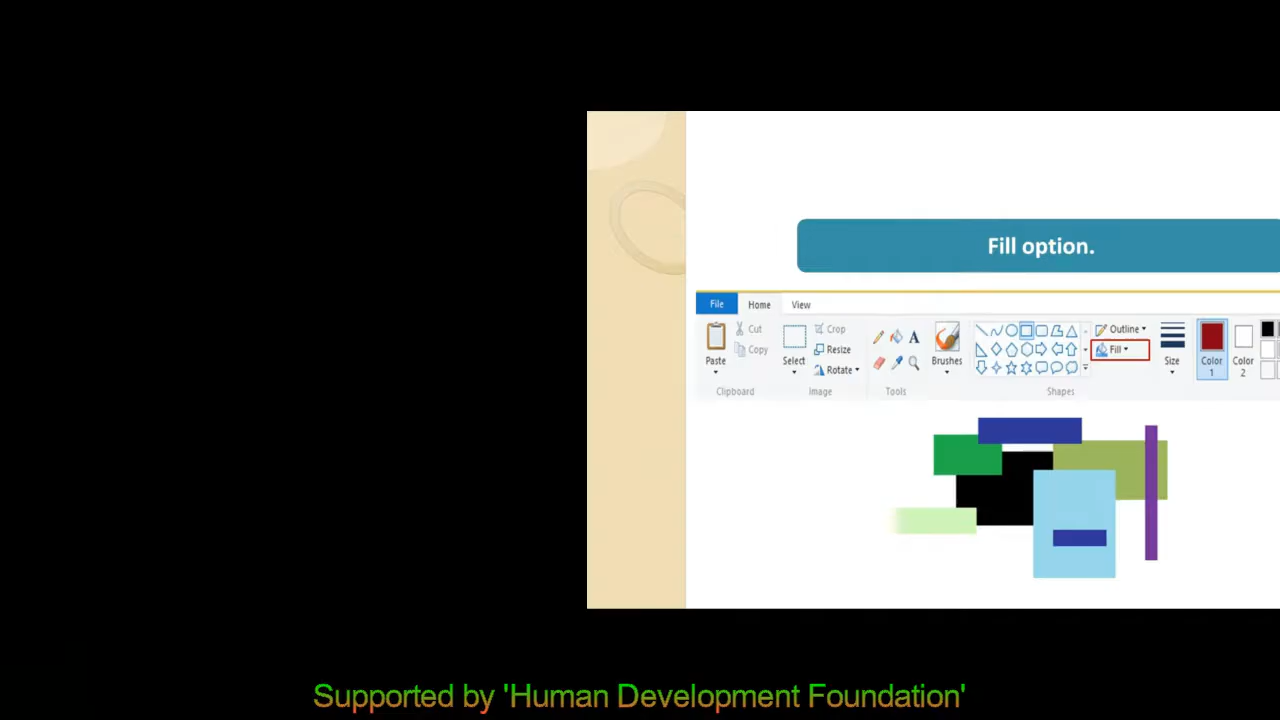 Fill option.
File Home View
Cut
Copy
Paste
Clipboard
Select
Crop
Resize
Rotate
Image
A
Tools
Brushes
Outline
Fill
Shapes
Size
Color 1
Color 2
Supported by 'Human Development Foundation'